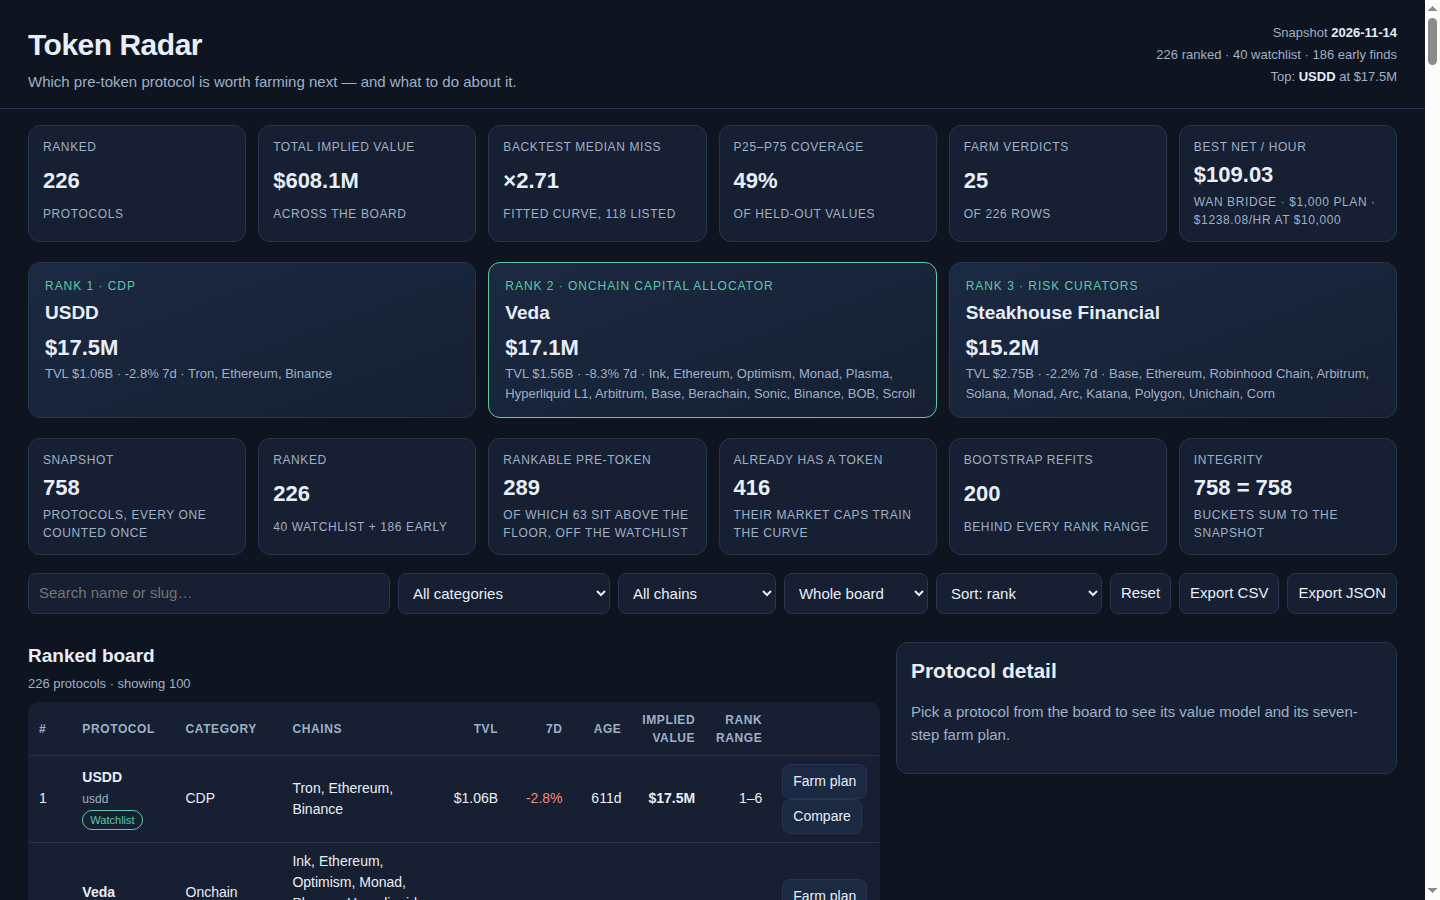 Token Radar
Which pre-token protocol is worth farming next — and what to do about it.
Snapshot 2026-11-14
226 ranked · 40 watchlist · 186 early finds
Top: USDD at $17.5M
RANKED
226
PROTOCOLS
TOTAL IMPLIED VALUE
$608.1M
ACROSS THE BOARD
BACKTEST MEDIAN MISS
×2.71
FITTED CURVE, 118 LISTED
P25–P75 COVERAGE
49%
OF HELD-OUT VALUES
FARM VERDICTS
25
OF 226 ROWS
BEST NET / HOUR
$109.03
WAN BRIDGE · $1,000 PLAN ·
$1238.08/HR AT $10,000
RANK 1 · CDP
USDD
$17.5M
TVL $1.06B · -2.8% 7d · Tron, Ethereum, Binance
RANK 2 · ONCHAIN CAPITAL ALLOCATOR
Veda
$17.1M
TVL $1.56B · -8.3% 7d · Ink, Ethereum, Optimism, Monad, Plasma,
Hyperliquid L1, Arbitrum, Base, Berachain, Sonic, Binance, BOB, Scroll
RANK 3 · RISK CURATORS
Steakhouse Financial
$15.2M
TVL $2.75B · -2.2% 7d · Base, Ethereum, Robinhood Chain, Arbitrum,
Solana, Monad, Arc, Katana, Polygon, Unichain, Corn
SNAPSHOT
758
PROTOCOLS, EVERY ONE
COUNTED ONCE
RANKED
226
40 WATCHLIST + 186 EARLY
RANKABLE PRE-TOKEN
289
OF WHICH 63 SIT ABOVE THE
FLOOR, OFF THE WATCHLIST
ALREADY HAS A TOKEN
416
THEIR MARKET CAPS TRAIN
THE CURVE
BOOTSTRAP REFITS
200
BEHIND EVERY RANK RANGE
INTEGRITY
758 = 758
BUCKETS SUM TO THE
SNAPSHOT
Search name or slug…
All categories
All chains
Whole board
Sort: rank
Reset
Export CSV
Export JSON
Ranked board
226 protocols · showing 100
# PROTOCOL CATEGORY CHAINS TVL 7D AGE IMPLIED VALUE RANK RANGE
1
USDD
usdd
Watchlist
CDP
Tron, Ethereum,
Binance
$1.06B
-2.8%
611d
$17.5M
1–6
Farm plan
Compare
Veda
Onchain
Ink, Ethereum,
Optimism, Monad,
Farm plan
Protocol detail
Pick a protocol from the board to see its value model and its seven-
step farm plan.